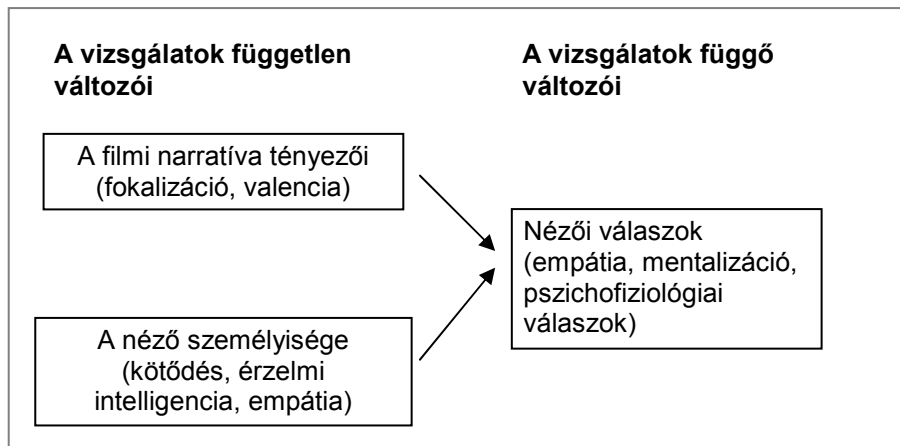 A vizsgálatok független
változói
A vizsgálatok függő
változói
A filmi narratíva tényezői
(fokalizáció, valencia)
Nézői válaszok
(empátia, mentalizáció,
pszichofiziológiai
válaszok)
A néző személyisége
(kötődés, érzelmi
intelligencia, empátia)